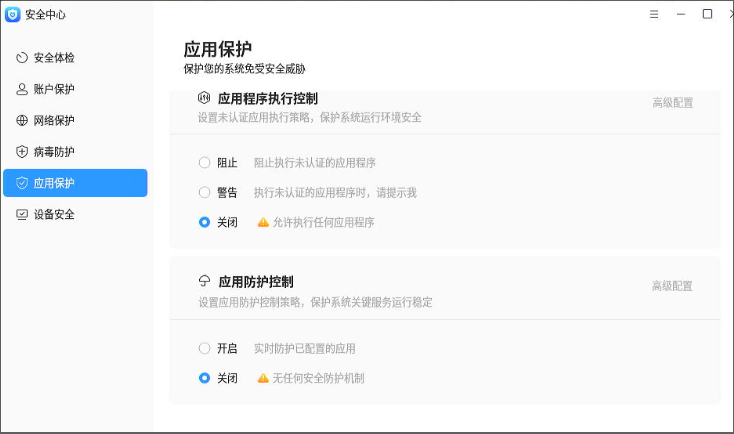 安全中心
安全体检
账户保护
网络保护
病毒防护
应用保护
设备安全
应用保护
保护您的系统免受安全威胁
应用程序执行控制
高级配置
设置未认证应用执行策略，保护系统运行环境安全
阻止 阻止执行未认证的应用程序
警告 执行未认证的应用程序时，请提示我
关闭 允许执行任何应用程序
应用防护控制
高级配置
设置应用防护控制策略，保护系统关键服务运行稳定
开启 实时防护已配置的应用
关闭 无任何安全防护机制